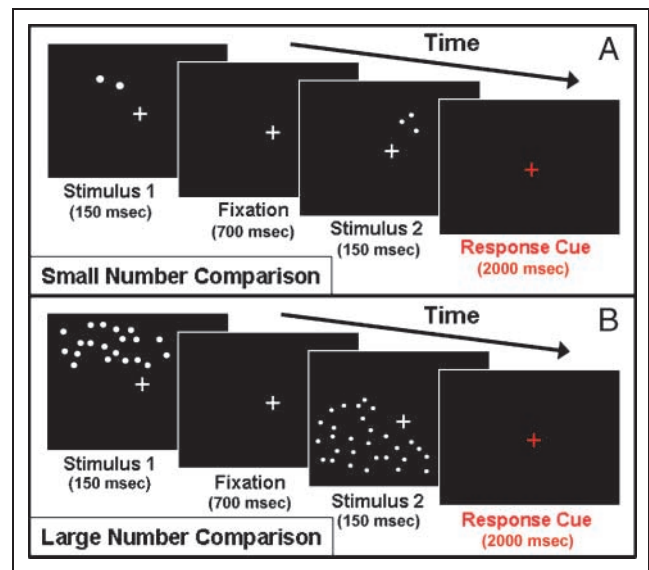 Time
A
Stimulus 1
(150 msec)
Fixation
(700 msec)
Stimulus 2
(150 msec)
Response Cue
(2000 msec)
Small Number Comparison
Time
B
Stimulus 1
(150 msec)
Fixation
(700 msec)
Stimulus 2
(150 msec)
Response Cue
(2000 msec)
Large Number Comparison